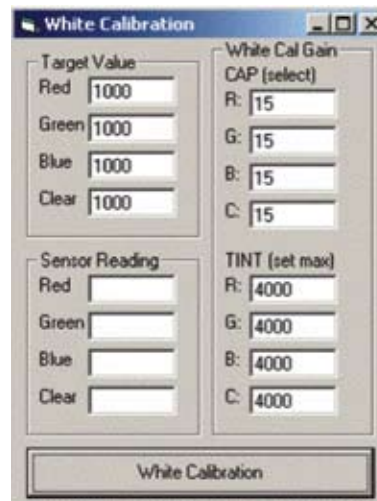 White Calibration
Target Value
Red 1000
Green 1000
Blue 1000
Clear 1000
Sensor Reading
Red
Green
Blue
Clear
White Cal Gain
CAP (select)
R: 15
G: 15
B: 15
C: 15
TINT (set max)
R: 4000
G: 4000
B: 4000
C: 4000
White Calibration